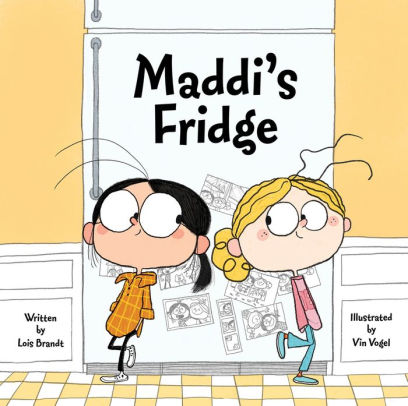 Maddi's
Fridge
Written
by
Lois Brandt
Illustrated
by
Vin Vogel